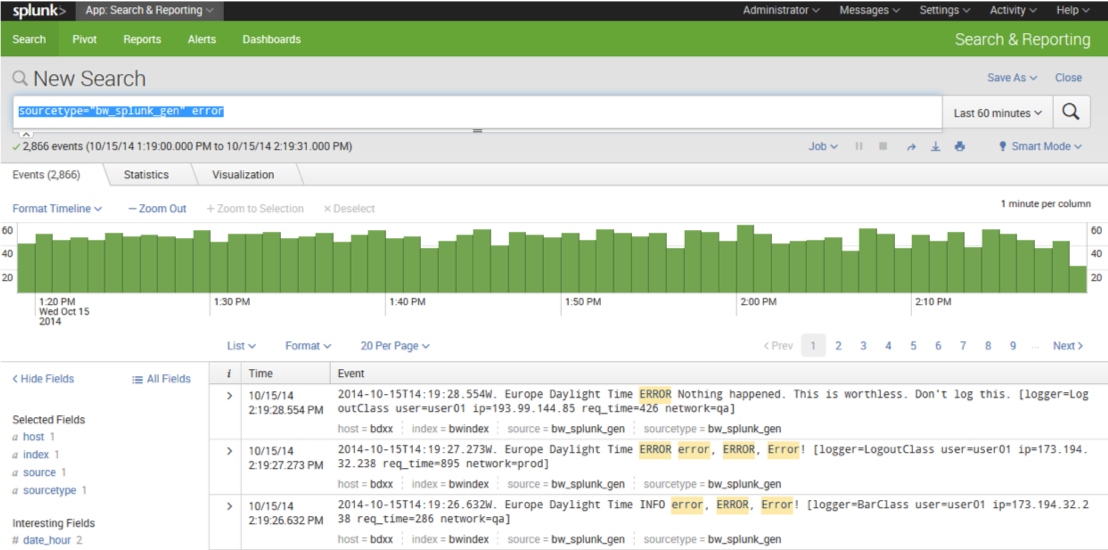 splunk> App: Search & Reporting Administrator Messages Settings Activity Help
Search Pivot Reports Alerts Dashboards Search & Reporting
New Search Save As Close
sourcetype="bw_splunk_gen" error Last 60 minutes
2,866 events (10/15/14 1:19:00.000 PM to 10/15/14 2:19:31.000 PM) Job Smart Mode
Events (2,866) Statistics Visualization
Format Timeline — Zoom Out + Zoom to Selection × Deselect 1 minute per column
60 60
40 40
20 20
1:20 PM 1:30 PM 1:40 PM 1:50 PM 2:00 PM 2:10 PM
Wed Oct 15
2014
List Format 20 Per Page < Prev 1 2 3 4 5 6 7 8 9 ... Next >
< Hide Fields All Fields i Time Event
Selected Fields
a host 1
a index 1
a source 1
a sourcetype 1
Interesting Fields
# date_hour 2
> 10/15/14 2014-10-15T14:19:28.554W. Europe Daylight Time ERROR Nothing happened. This is worthless. Don't log this. [logger=Log
2:19:28.554 PM outClass user=user01 ip=193.99.144.85 req_time=426 network=qa]
host = bdxx index = bwindex source = bw_splunk_gen sourcetype = bw_splunk_gen
> 10/15/14 2014-10-15T14:19:27.273W. Europe Daylight Time ERROR error, ERROR, Error! [logger=LogoutClass user=user01 ip=173.194.
2:19:27.273 PM 32.238 req_time=895 network=prod]
host = bdxx index = bwindex source = bw_splunk_gen sourcetype = bw_splunk_gen
> 10/15/14 2014-10-15T14:19:26.632W. Europe Daylight Time INFO error, ERROR, Error! [logger=BarClass user=user01 ip=173.194.32.2
2:19:26.632 PM 38 req_time=286 network=qa]
host = bdxx index = bwindex source = bw_splunk_gen sourcetype = bw_splunk_gen